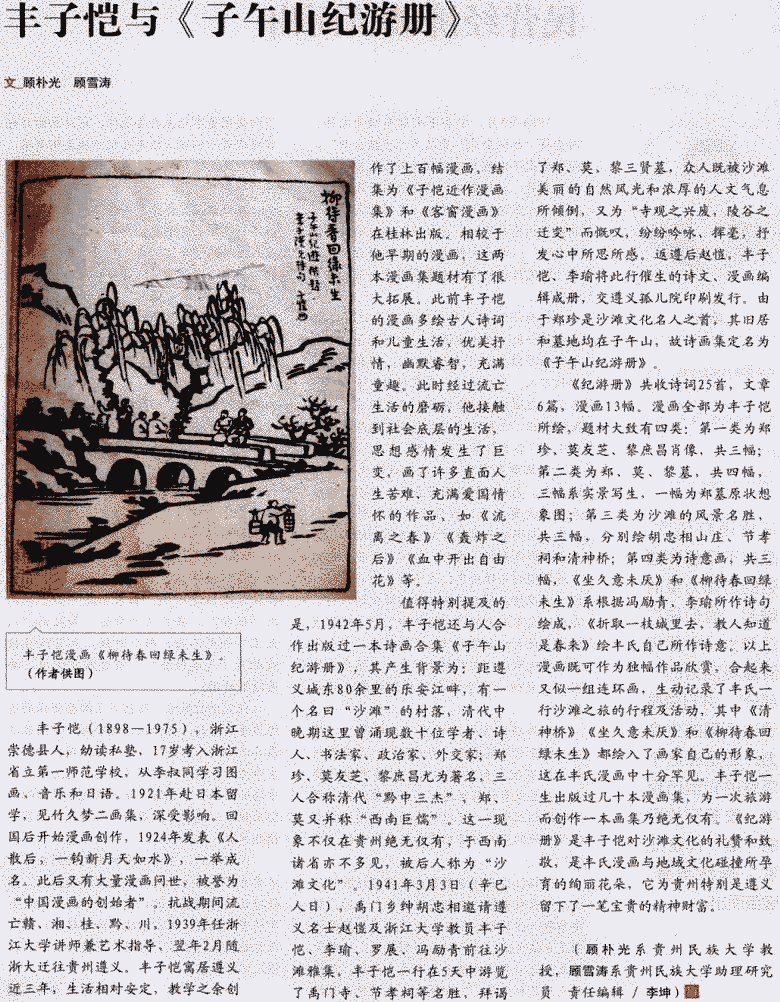 丰子恺与《子午山纪游册》
文_顾朴光　顾雪涛
柳待春回绿未生
丰子恺漫画《柳待春回绿未生》。
（作者供图）
丰子恺（1898—1975），浙江
崇德县人，幼读私塾，17岁考入浙江
省立第一师范学校，从李叔同学习图
画、音乐和日语。1921年赴日本留
学，见竹久梦二画集，深受影响。回
国后开始漫画创作，1924年发表《人
散后，一钩新月天如水》，一举成
名。此后又有大量漫画问世，被誉为
“中国漫画的创始者”。抗战期间流
亡赣、湘、桂、黔、川。1939年任浙
江大学讲师兼艺术指导，翌年2月随
浙大迁往贵州遵义。丰子恺寓居遵义
近三年，生活相对安定，教学之余创
作了上百幅漫画，结
集为《子恺近作漫画
集》和《客窗漫画》
在桂林出版。相较于
他早期的漫画，这两
本漫画集题材有了很
大拓展。此前丰子恺
的漫画多绘古人诗词
和儿童生活，优美抒
情，幽默睿智，充满
童趣。此时经过流亡
生活的磨砺，他接触
到社会底层的生活，
思想感情发生了巨
变，画了许多直面人
生苦难、充满爱国情
怀的作品，如《流
离之春》《轰炸之
后》《血中开出自由
花》等。
值得特别提及的
是，1942年5月，丰子恺还与人合
作出版过一本诗画合集《子午山
纪游册》，其产生背景为：距遵
义城东80余里的乐安江畔，有一
个名曰“沙滩”的村落，清代中
晚期这里曾涌现数十位学者、诗
人、书法家、政治家、外交家；郑
珍、莫友芝、黎庶昌尤为著名，三
人合称清代“黔中三杰”，郑、
莫又并称“西南巨儒”。这一现
象不仅在贵州绝无仅有，于西南
诸省亦不多见，被后人称为“沙
滩文化”。1941年3月3日（辛巳
人日），禹门乡绅胡忠相邀请遵
义名士赵恺及浙江大学教员丰子
恺、李瑜、罗展、冯励青前往沙
滩雅集，丰子恺一行在5天中游览
了禹门寺、节孝祠等名胜，拜谒
了郑、莫、黎三贤墓，众人既被沙滩
美丽的自然风光和浓厚的人文气息
所倾倒，又为“寺观之兴废，陵谷之
迁变”而慨叹，纷纷吟咏、挥毫，抒
发心中所思所感。返遵后赵恺、丰子
恺、李瑜将此行催生的诗文、漫画编
辑成册，交遵义孤儿院印刷发行。由
于郑珍是沙滩文化名人之首，其旧居
和墓地均在子午山，故诗画集定名为
《子午山纪游册》。
《纪游册》共收诗词25首，文章
6篇，漫画13幅。漫画全部为丰子恺
所绘，题材大致有四类：第一类为郑
珍、莫友芝、黎庶昌肖像，共三幅；
第二类为郑、莫、黎墓，共四幅，
三幅系实景写生，一幅为郑墓原状想
象图；第三类为沙滩的风景名胜，
共三幅，分别绘胡忠相山庄、节孝
祠和清神桥；第四类为诗意画，共三
幅，《坐久意未厌》和《柳待春回绿
未生》系根据冯励青、李瑜所作诗句
绘成，《折取一枝城里去，教人知道
是春来》绘丰氏自己所作诗意。以上
漫画既可作为独幅作品欣赏，合起来
又似一组连环画，生动记录了丰氏一
行沙滩之旅的行程及活动，其中《清
神桥》《坐久意未厌》和《柳待春回
绿未生》都绘入了画家自己的形象，
这在丰氏漫画中十分罕见。丰子恺一
生出版过几十本漫画集，为一次旅游
而创作一本画集乃绝无仅有。《纪游
册》是丰子恺对沙滩文化的礼赞和致
敬，是丰氏漫画与地域文化碰撞所孕
育的绚丽花朵，它为贵州特别是遵义
留下了一笔宝贵的精神财富。
（顾朴光系贵州民族大学教
授，顾雪涛系贵州民族大学助理研究
员　责任编辑 / 李坤）